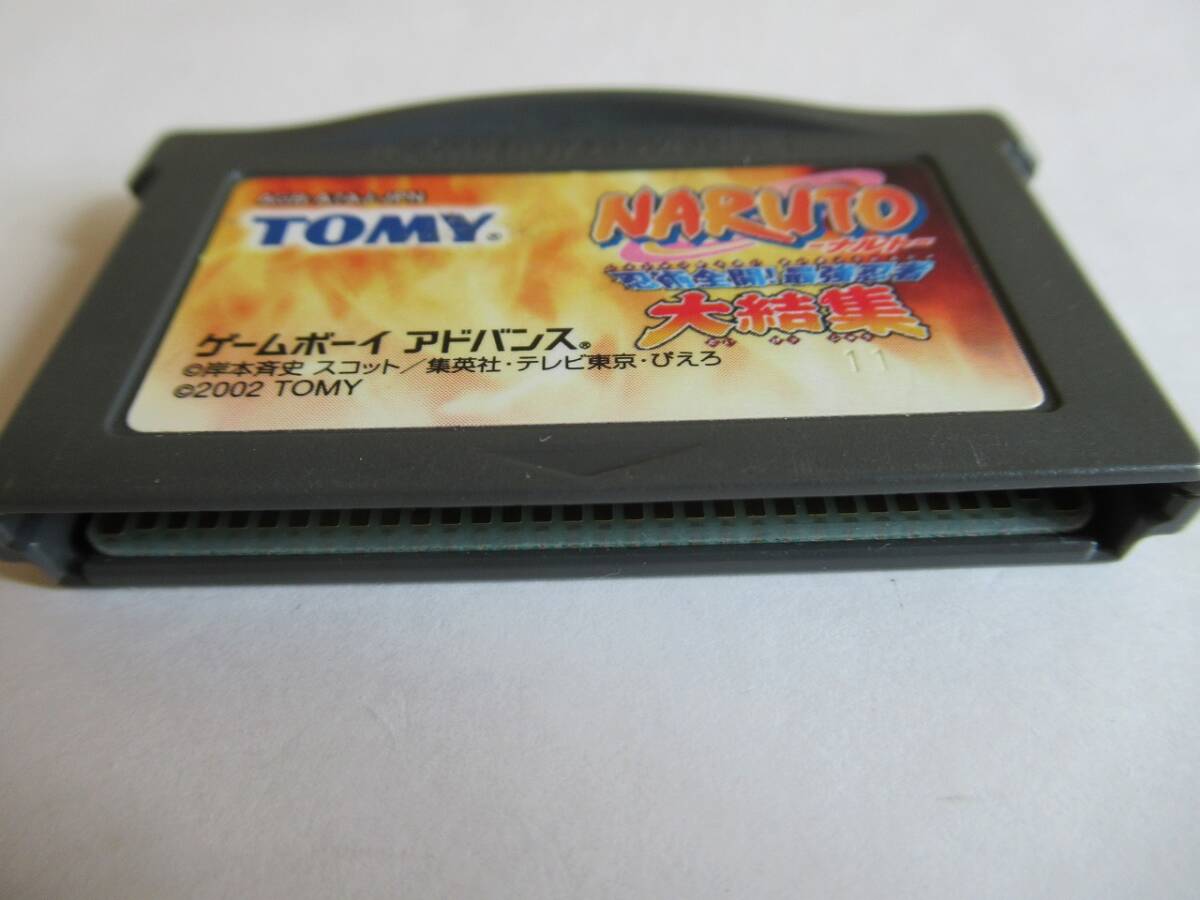 TOMY®
NARUTO
-ナルト-
忍術全開!最強忍者
大結集
ゲームボーイ アドバンス®
©岸本斉史 スコット/集英社・テレビ東京・ぴえろ
©2002 TOMY
11